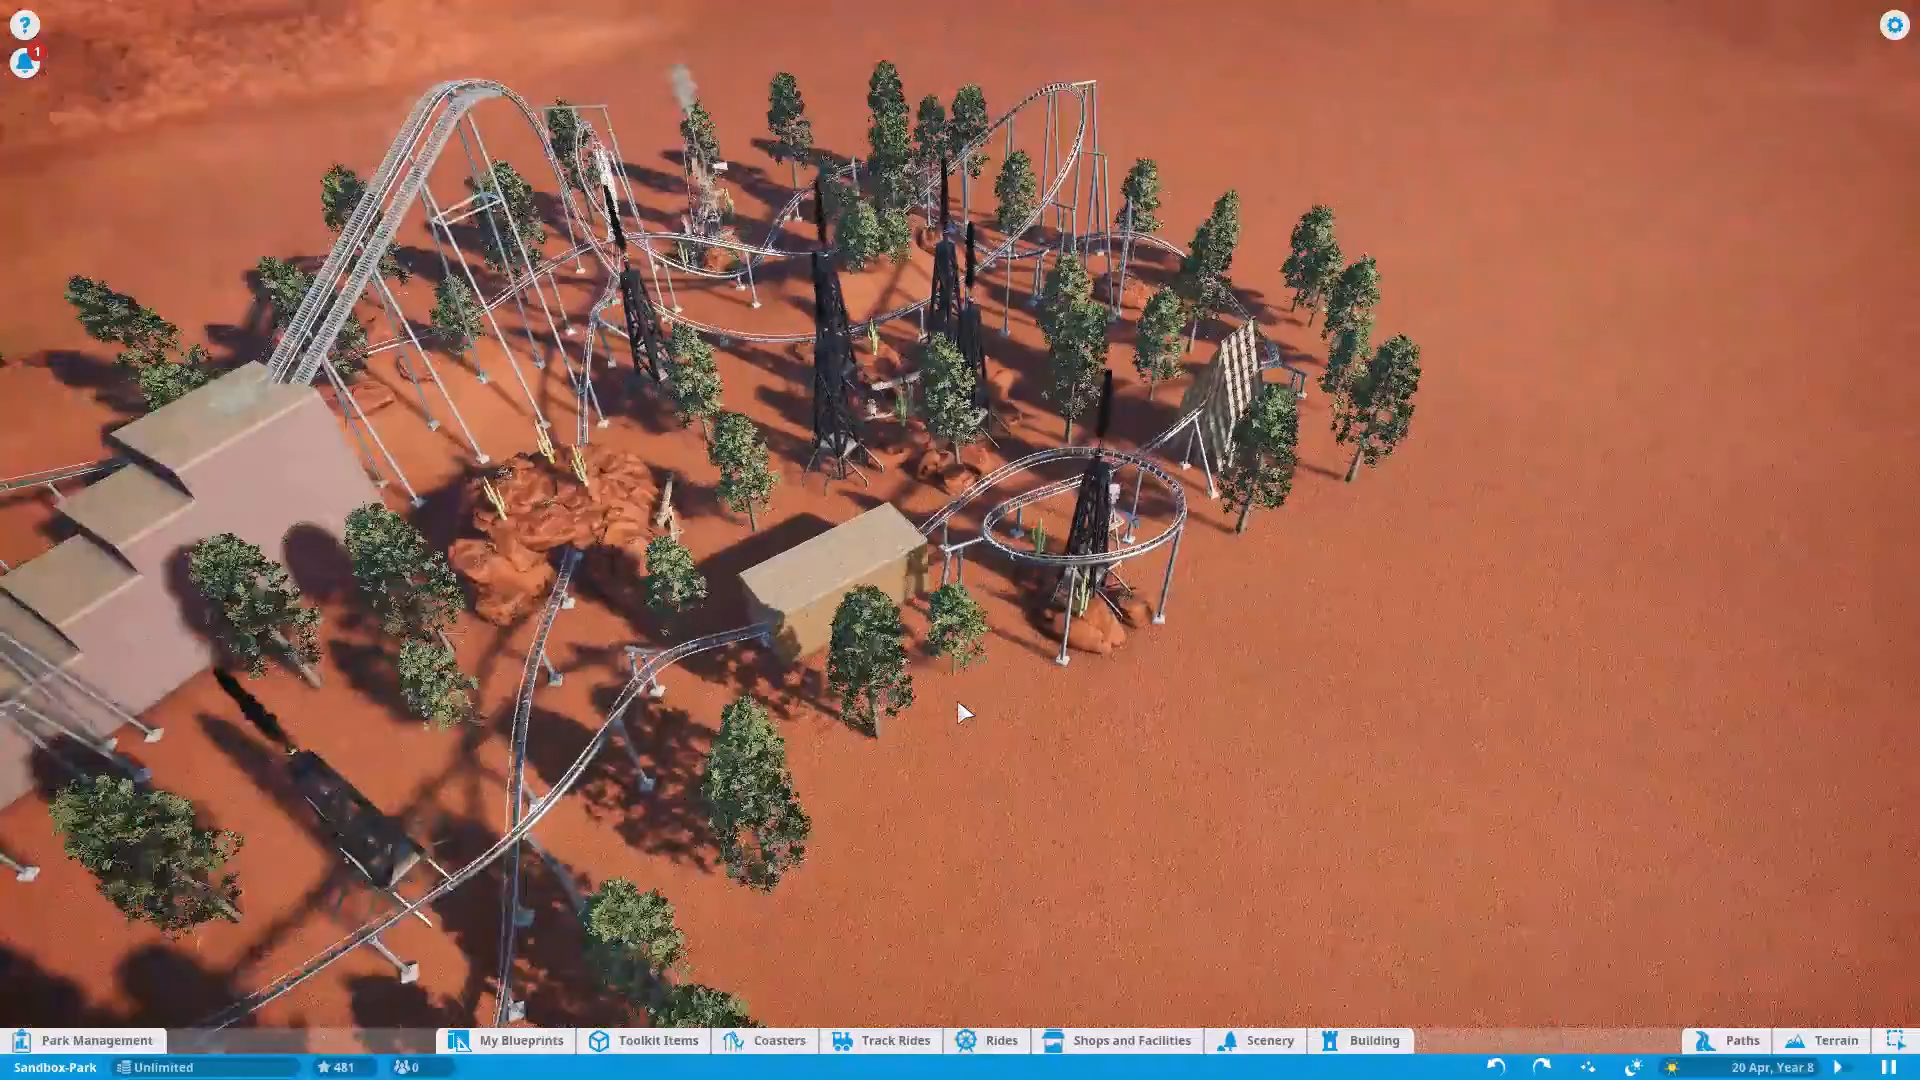 ?
1
Park Management
My Blueprints
Toolkit Items
Coasters
Track Rides
Rides
Shops and Facilities
Scenery
Building
Paths
Terrain
Sandbox-Park
Unlimited
481
0
20 Apr, Year 8